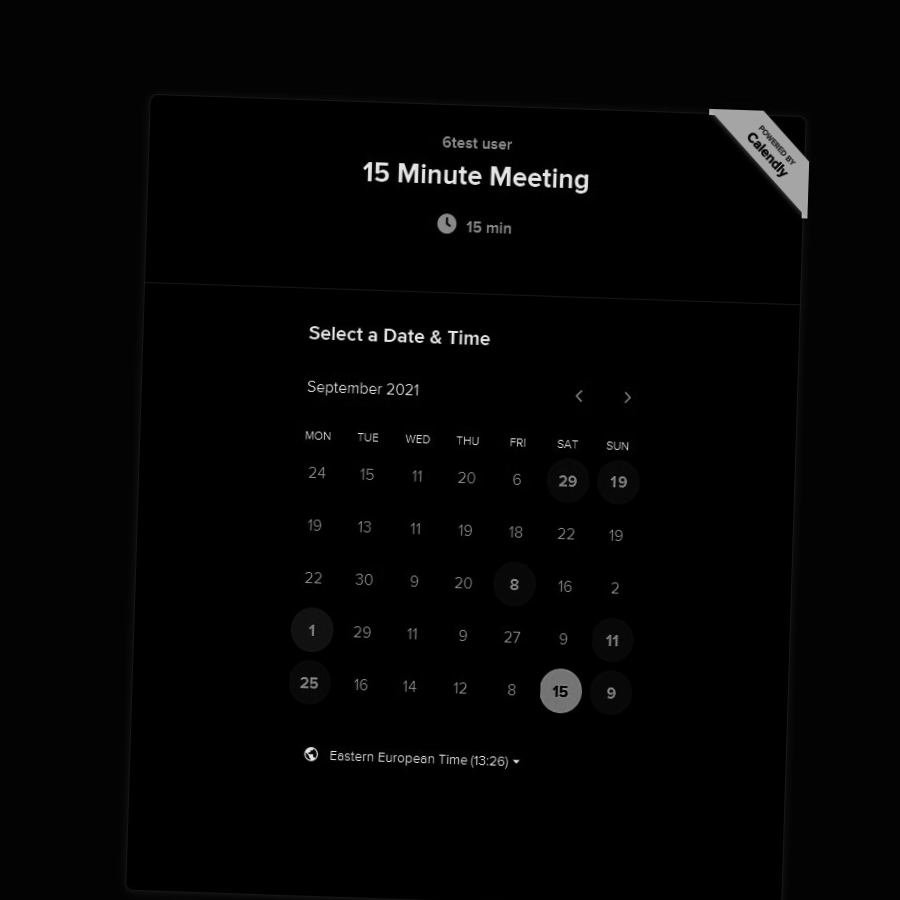 6test user
15 Minute Meeting
15 min
POWERED BY
Calendly
Select a Date & Time
September 2021
MON TUE WED THU FRI SAT SUN
24 15 11 20 6 29 19
19 13 11 19 18 22 19
22 30 9 20 8 16 2
1 29 11 9 27 9 11
25 16 14 12 8 15 9
Eastern European Time (13:26)